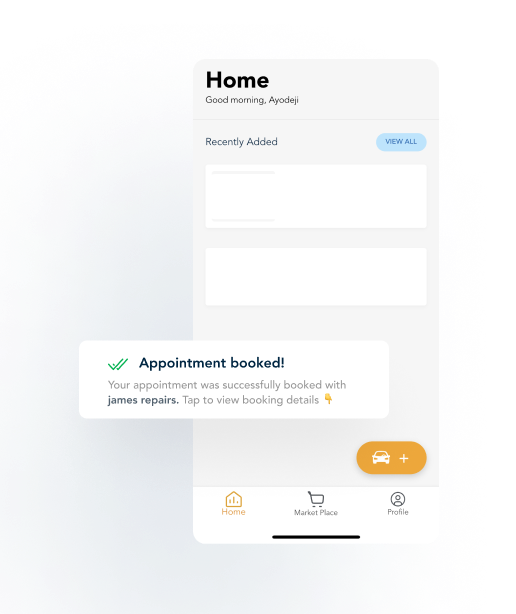 Home
Good morning, Ayodeji
Recently Added
VIEW ALL
Appointment booked!
Your appointment was successfully booked with
james repairs. Tap to view booking details 👇
+
Home
Market Place
Profile